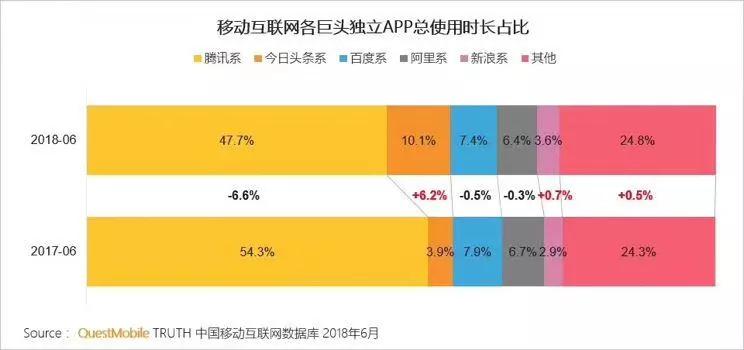 移动互联网各巨头独立APP总使用时长占比
腾讯系 今日头条系 百度系 阿里系 新浪系 其他
2018-06 47.7% 10.1% 7.4% 6.4% 3.6% 24.8%
-6.6% +6.2% -0.5% -0.3% +0.7% +0.5%
2017-06 54.3% 3.9% 7.9% 6.7% 2.9% 24.3%
Source： QuestMobile TRUTH 中国移动互联网数据库 2018年6月